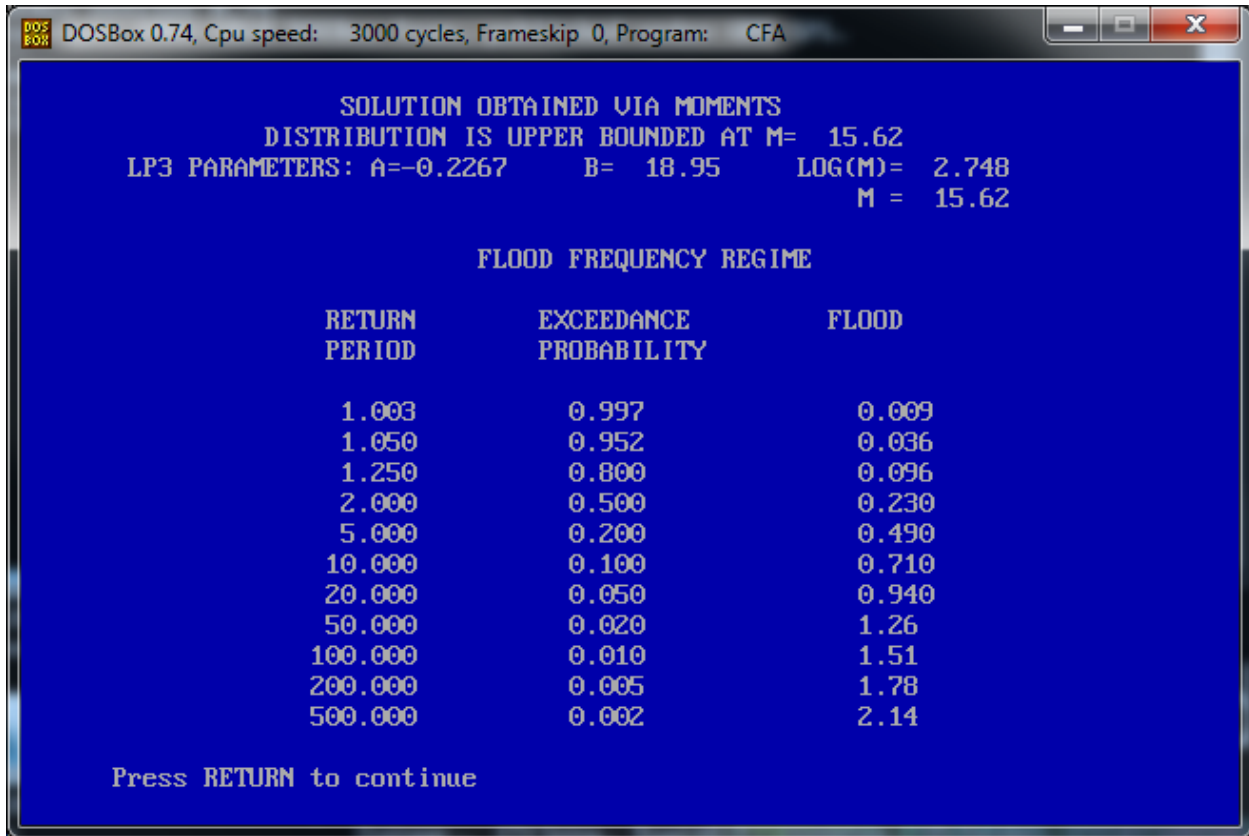 DOS BOX DOSBox 0.74, Cpu speed: 3000 cycles, Frameskip 0, Program: CFA
SOLUTION OBTAINED VIA MOMENTS
DISTRIBUTION IS UPPER BOUNDED AT M= 15.62
LP3 PARAMETERS: A=-0.2267 B= 18.95 LOG(M)= 2.748
M = 15.62
FLOOD FREQUENCY REGIME
RETURN EXCEEDANCE FLOOD
PERIOD PROBABILITY
1.003 0.997 0.009
1.050 0.952 0.036
1.250 0.800 0.096
2.000 0.500 0.230
5.000 0.200 0.490
10.000 0.100 0.710
20.000 0.050 0.940
50.000 0.020 1.26
100.000 0.010 1.51
200.000 0.005 1.78
500.000 0.002 2.14
Press RETURN to continue